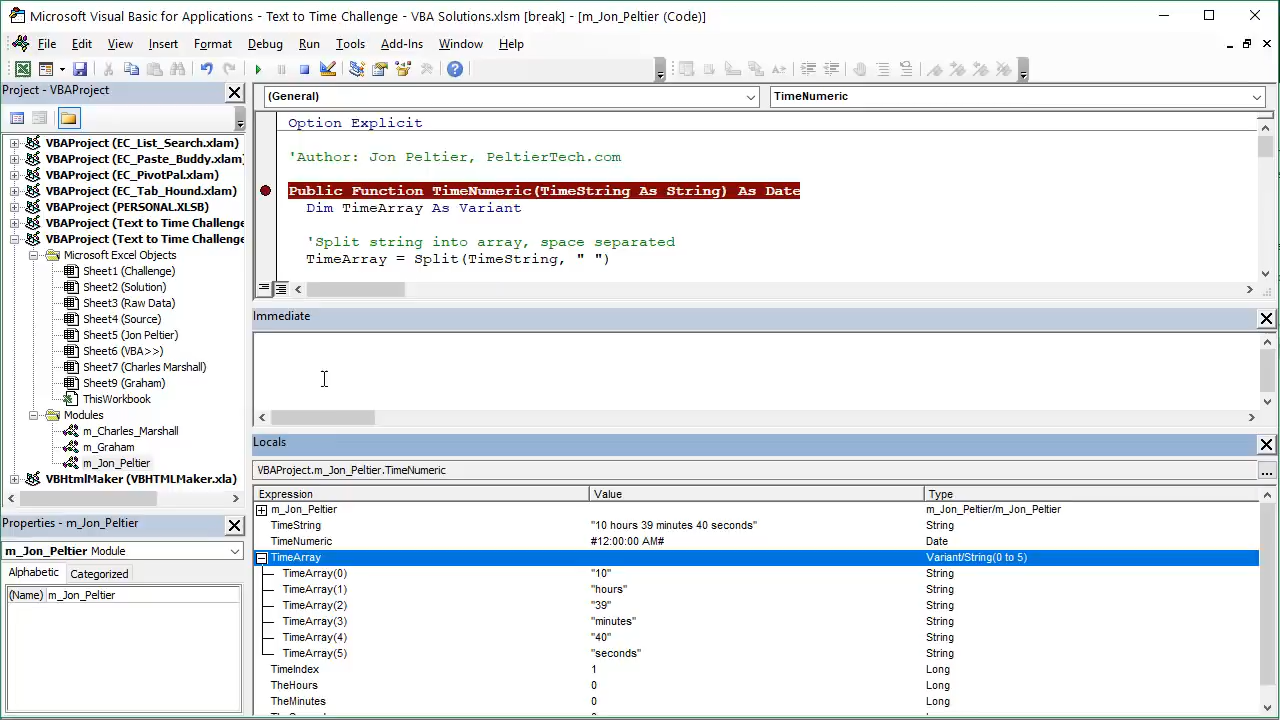 Microsoft Visual Basic for Applications - Text to Time Challenge - VBA Solutions.xlsm [break] - [m_Jon_Peltier (Code)]
File Edit View Insert Format Debug Run Tools Add-Ins Window Help
Project - VBAProject
(General) TimeNumeric
VBAProject (EC_List_Search.xlam)
VBAProject (EC_Paste_Buddy.xlam)
VBAProject (EC_PivotPal.xlam)
VBAProject (EC_Tab_Hound.xlam)
VBAProject (PERSONAL.XLSB)
VBAProject (Text to Time Challenge
VBAProject (Text to Time Challenge
Microsoft Excel Objects
Sheet1 (Challenge)
Sheet2 (Solution)
Sheet3 (Raw Data)
Sheet4 (Source)
Sheet5 (Jon Peltier)
Sheet6 (VBA>>)
Sheet7 (Charles Marshall)
Sheet9 (Graham)
ThisWorkbook
Modules
m_Charles_Marshall
m_Graham
m_Jon_Peltier
VBHtmlMaker (VBHTMLMaker.xla)
Properties - m_Jon_Peltier
m_Jon_Peltier Module
Alphabetic Categorized
(Name) m_Jon_Peltier
Option Explicit
'Author: Jon Peltier, PeltierTech.com
Public Function TimeNumeric(TimeString As String) As Date
Dim TimeArray As Variant
'Split string into array, space separated
TimeArray = Split(TimeString, " ")
Immediate
Locals
VBAProject.m_Jon_Peltier.TimeNumeric ...
Expression Value Type
m_Jon_Peltier m_Jon_Peltier/m_Jon_Peltier
TimeString "10 hours 39 minutes 40 seconds" String
TimeNumeric #12:00:00 AM# Date
TimeArray Variant/String(0 to 5)
TimeArray(0) "10" String
TimeArray(1) "hours" String
TimeArray(2) "39" String
TimeArray(3) "minutes" String
TimeArray(4) "40" String
TimeArray(5) "seconds" String
TimeIndex 1 Long
TheHours 0 Long
TheMinutes 0 Long